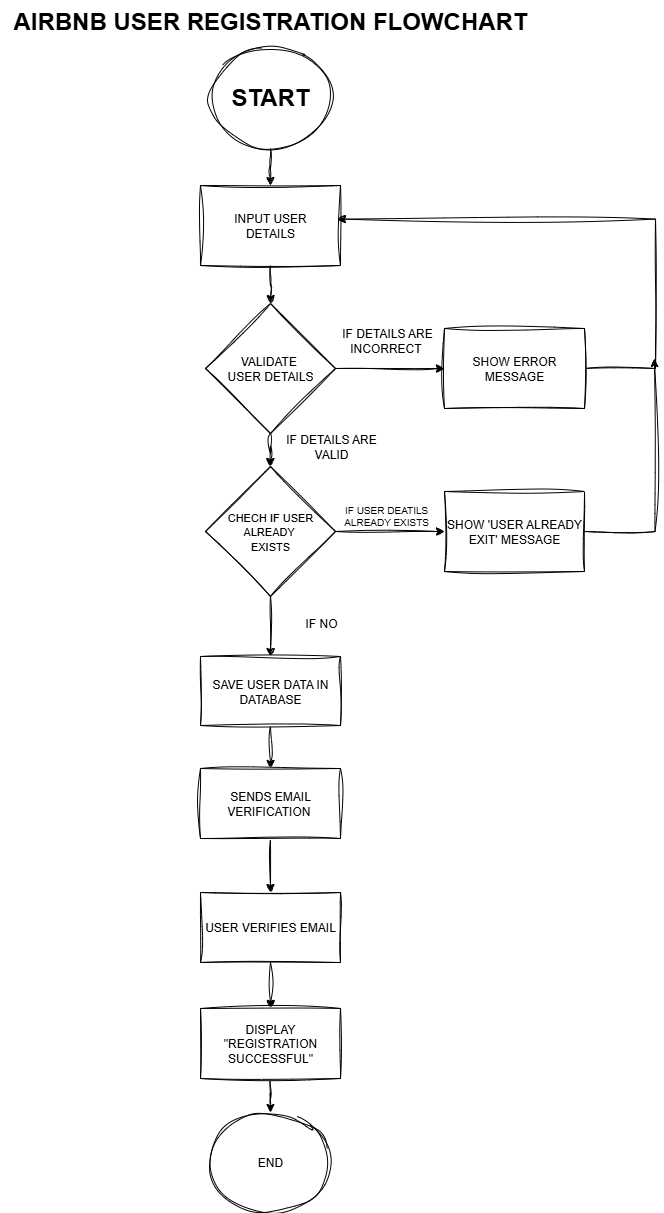 AIRBNB USER REGISTRATION FLOWCHART
START
INPUT USER
DETAILS
VALIDATE
USER DETAILS
IF DETAILS ARE
INCORRECT
SHOW ERROR
MESSAGE
IF DETAILS ARE
VALID
CHECH IF USER
ALREADY
EXISTS
IF USER DEATILS
ALREADY EXISTS
SHOW 'USER ALREADY
EXIT' MESSAGE
IF NO
SAVE USER DATA IN
DATABASE
SENDS EMAIL
VERIFICATION
USER VERIFIES EMAIL
DISPLAY
"REGISTRATION
SUCCESSFUL"
END